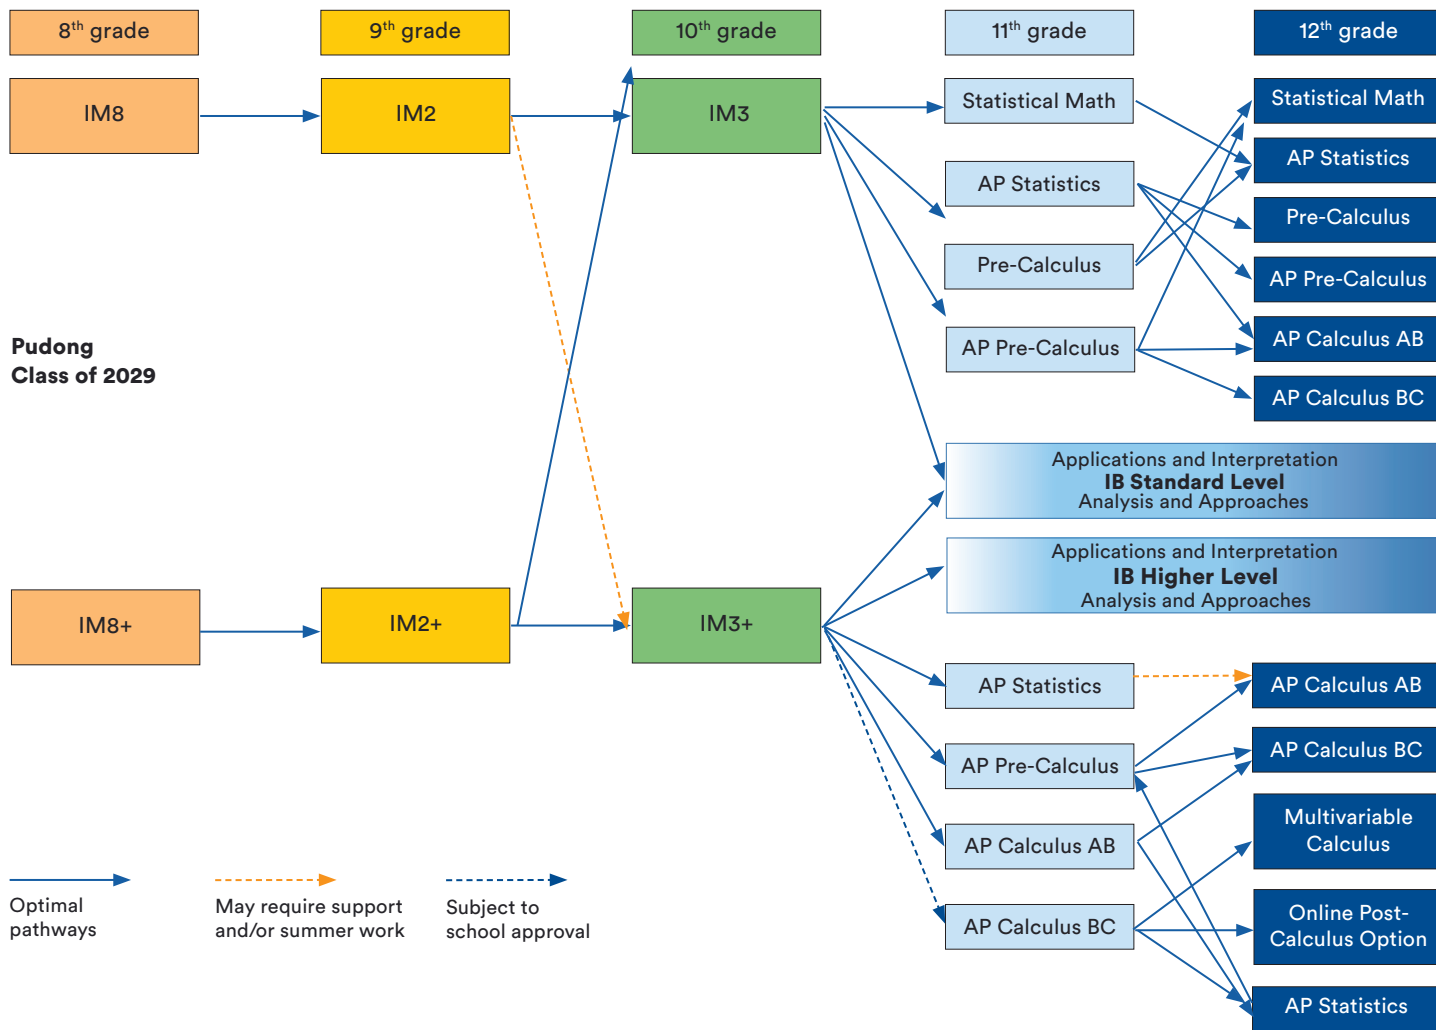 8th grade
9th grade
10th grade
11th grade
12th grade
IM8
IM2
IM3
Statistical Math
AP Statistics
Pre-Calculus
AP Pre-Calculus
Statistical Math
AP Statistics
Pre-Calculus
AP Pre-Calculus
AP Calculus AB
AP Calculus BC
Pudong
Class of 2029
Applications and Interpretation
IB Standard Level
Analysis and Approaches
Applications and Interpretation
IB Higher Level
Analysis and Approaches
IM8+
IM2+
IM3+
AP Statistics
AP Pre-Calculus
AP Calculus AB
AP Calculus BC
AP Calculus AB
AP Calculus BC
Multivariable
Calculus
Online Post-
Calculus Option
AP Statistics
Optimal
pathways
May require support
and/or summer work
Subject to
school approval